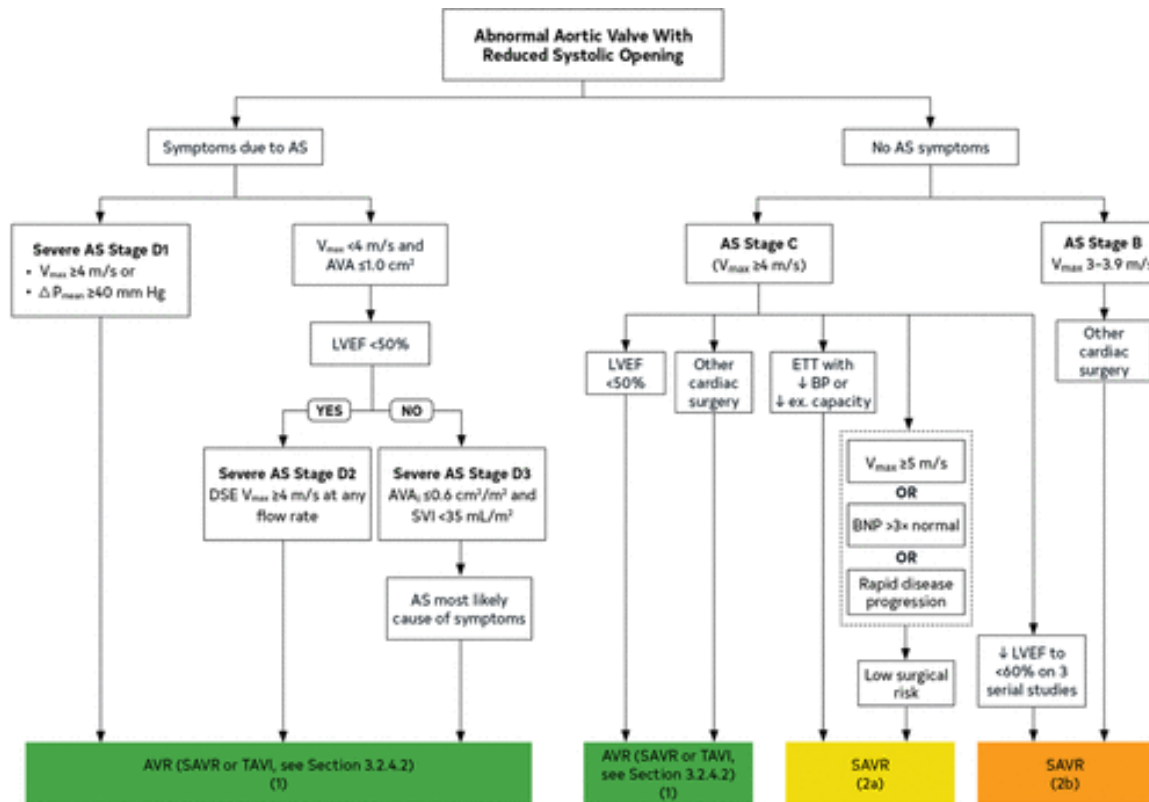 Abnormal Aortic Valve With
Reduced Systolic Opening
Symptoms due to AS
No AS symptoms
Severe AS Stage D1
• Vmax ≥4 m/s or
• △ Pmean ≥40 mm Hg
Vmax <4 m/s and
AVA ≤1.0 cm²
AS Stage C
(Vmax ≥4 m/s)
AS Stage B
Vmax 3–3.9 m/s
LVEF <50%
YES
NO
Severe AS Stage D2
DSE Vmax ≥4 m/s at any
flow rate
Severe AS Stage D3
AVAi ≤0.6 cm²/m² and
SVI <35 mL/m²
AS most likely
cause of symptoms
LVEF
<50%
Other
cardiac
surgery
ETT with
↓ BP or
↓ ex. capacity
Vmax ≥5 m/s
OR
BNP >3× normal
OR
Rapid disease
progression
Low surgical
risk
↓ LVEF to
<60% on 3
serial studies
Other
cardiac
surgery
AVR (SAVR or TAVI, see Section 3.2.4.2)
(1)
AVR (SAVR or TAVI,
see Section 3.2.4.2)
(1)
SAVR
(2a)
SAVR
(2b)